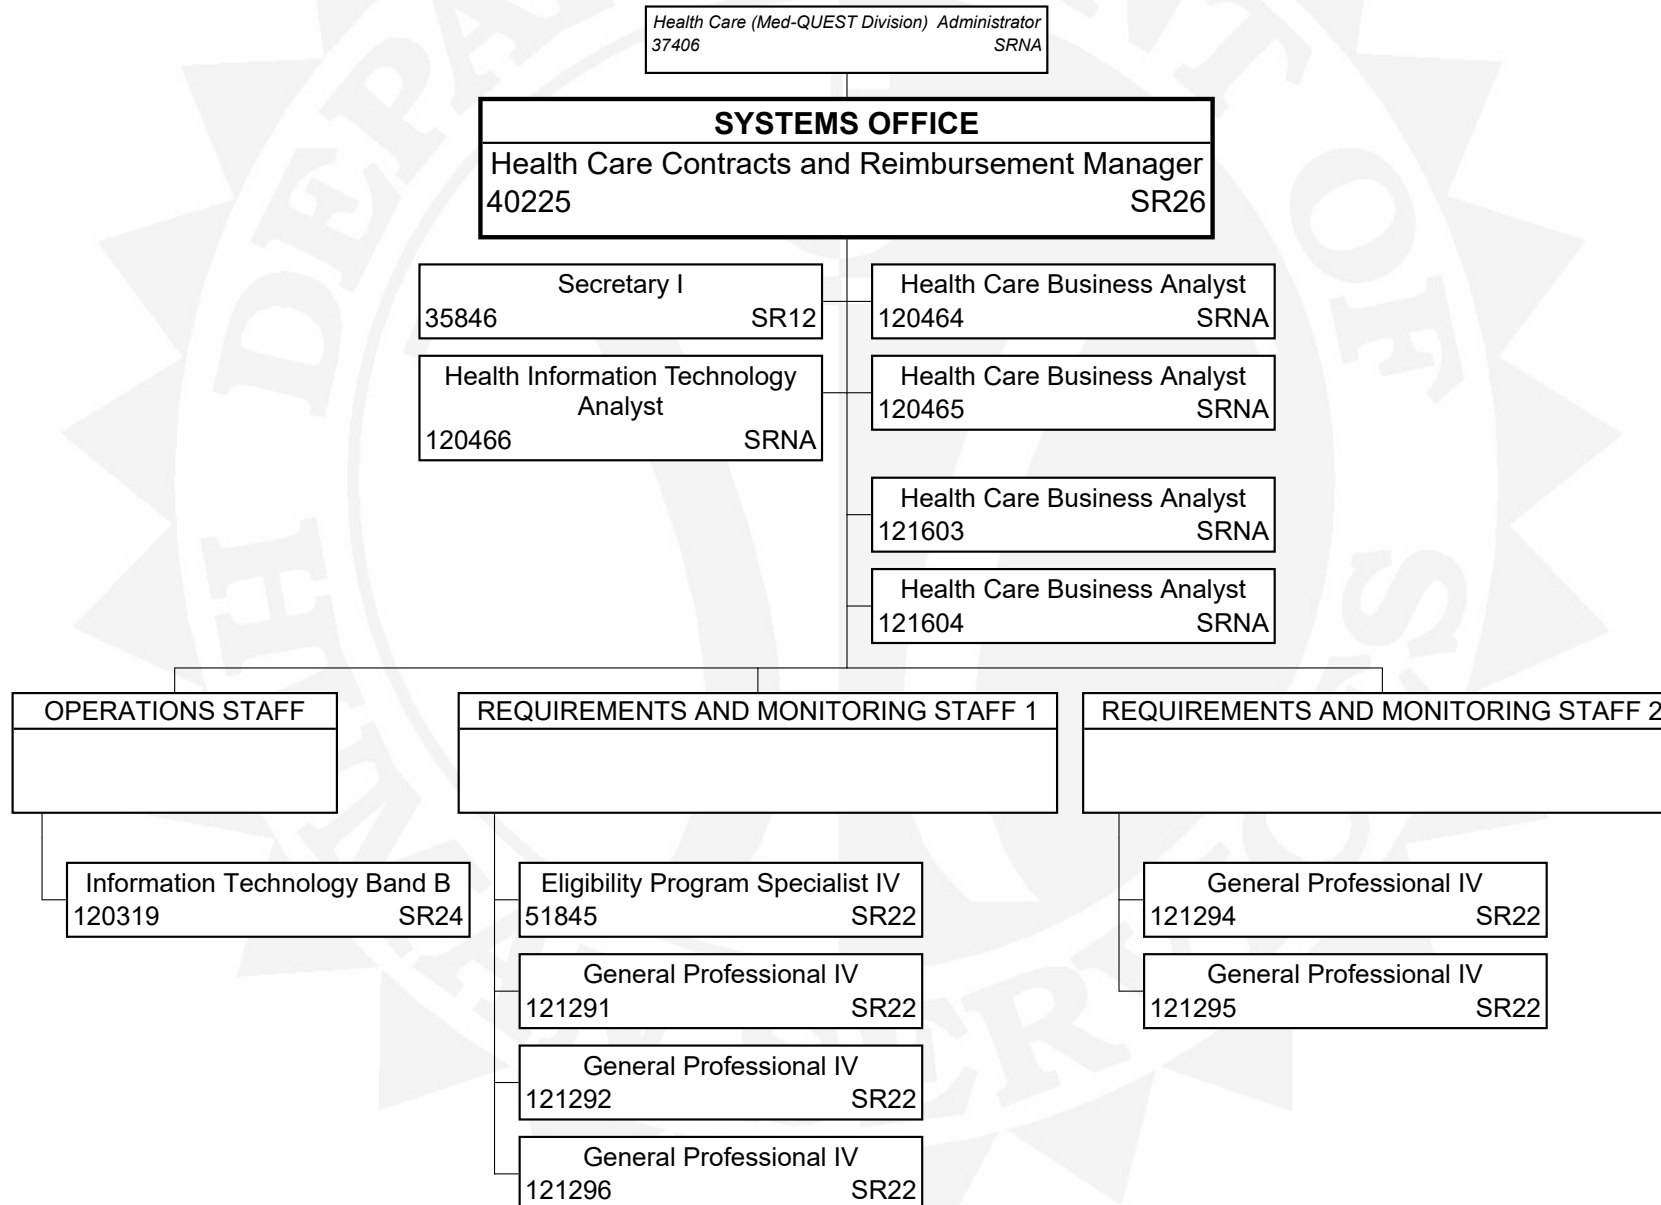 Health Care (Med-QUEST Division) Administrator
37406 SRNA
SYSTEMS OFFICE
Health Care Contracts and Reimbursement Manager
40225 SR26
Secretary I
35846 SR12
Health Care Business Analyst
120464 SRNA
Health Information Technology
Analyst
120466 SRNA
Health Care Business Analyst
120465 SRNA
Health Care Business Analyst
121603 SRNA
Health Care Business Analyst
121604 SRNA
OPERATIONS STAFF
Information Technology Band B
120319 SR24
REQUIREMENTS AND MONITORING STAFF 1
Eligibility Program Specialist IV
51845 SR22
General Professional IV
121291 SR22
General Professional IV
121292 SR22
General Professional IV
121296 SR22
REQUIREMENTS AND MONITORING STAFF 2
General Professional IV
121294 SR22
General Professional IV
121295 SR22